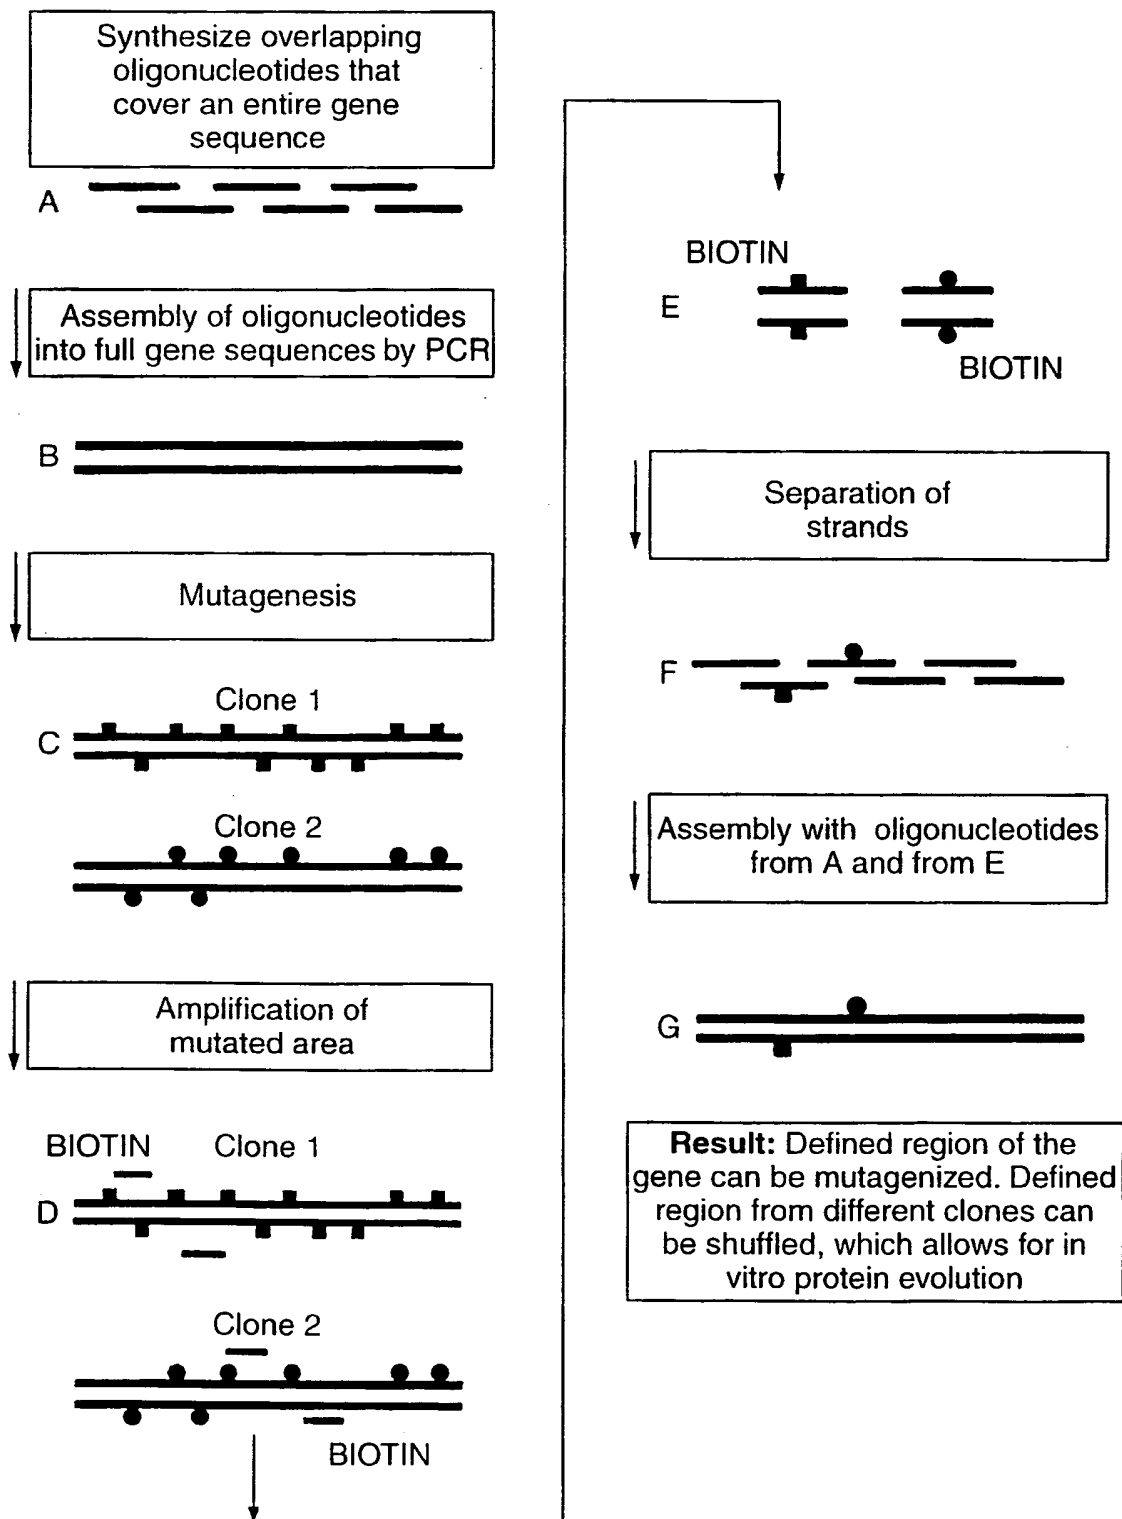 Synthesize overlapping
oligonucleotides that
cover an entire gene
sequence
A
Assembly of oligonucleotides
into full gene sequences by PCR
B
Mutagenesis
Clone 1
C
Clone 2
Amplification of
mutated area
BIOTIN Clone 1
D
Clone 2
BIOTIN
BIOTIN
E
BIOTIN
Separation of
strands
F
Assembly with oligonucleotides
from A and from E
G
Result: Defined region of the
gene can be mutagenized. Defined
region from different clones can
be shuffled, which allows for in
vitro protein evolution